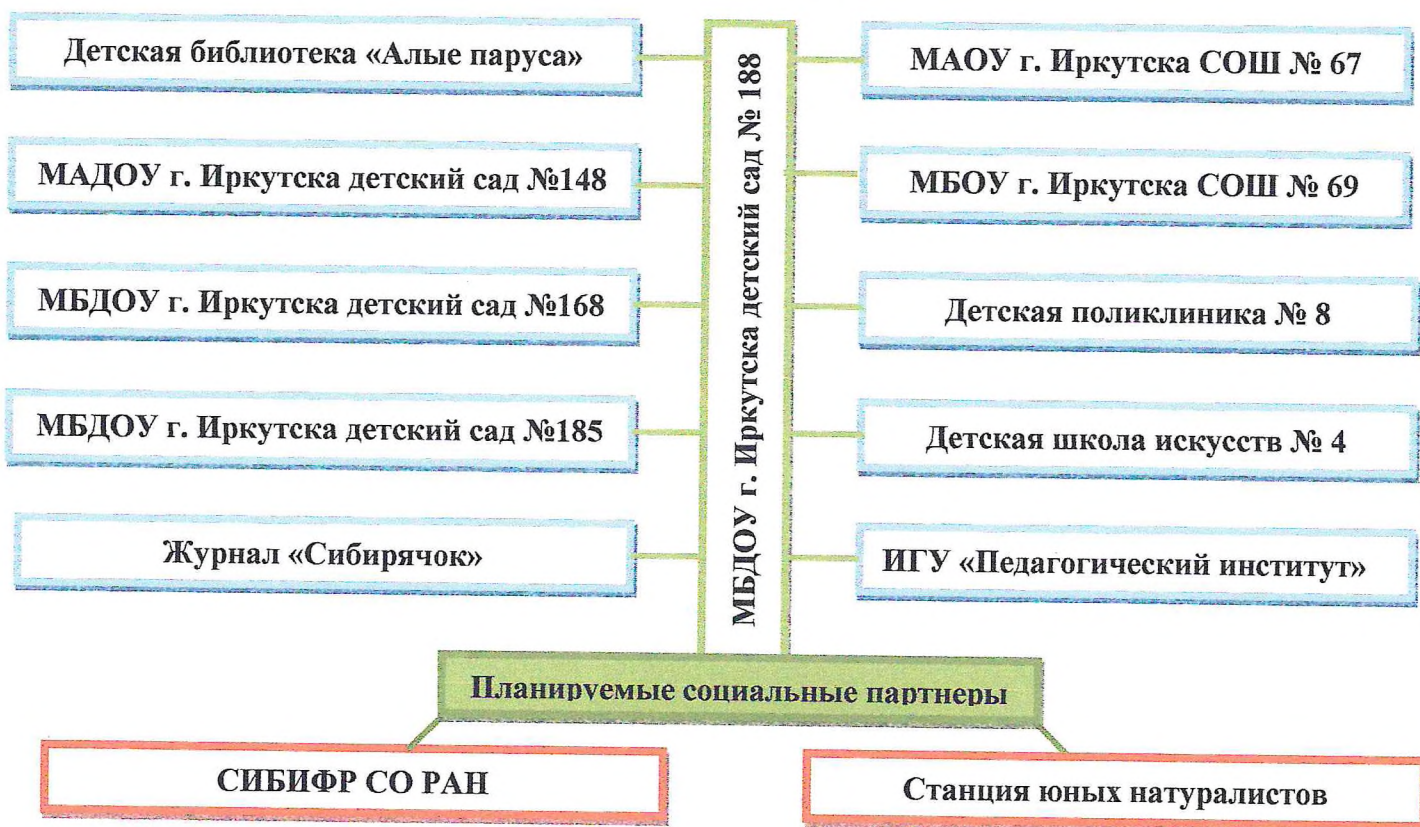 Детская библиотека «Алые паруса»
МАДОУ г. Иркутска детский сад №148
МБДОУ г. Иркутска детский сад №168
МБДОУ г. Иркутска детский сад №185
Журнал «Сибирячок»
МБДОУ г. Иркутска детский сад № 188
МАОУ г. Иркутска СОШ № 67
МБОУ г. Иркутска СОШ № 69
Детская поликлиника № 8
Детская школа искусств № 4
ИГУ «Педагогический институт»
Планируемые социальные партнеры
СИБИФР СО РАН
Станция юных натуралистов